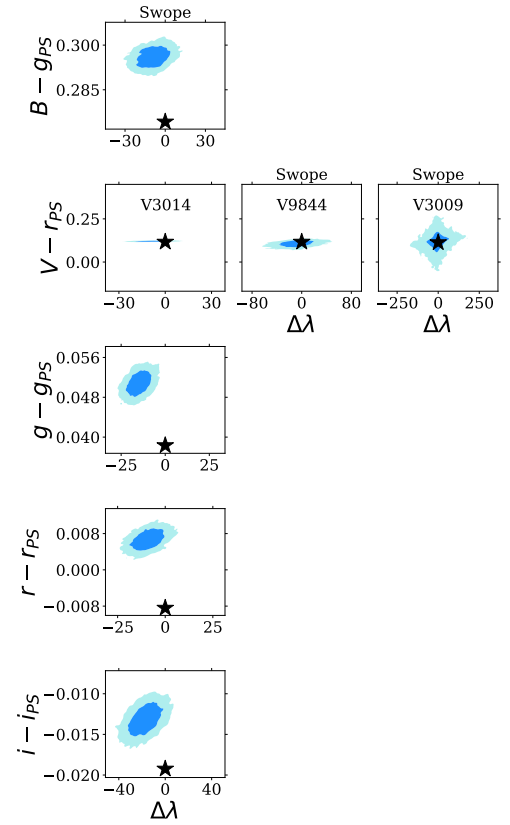 Swope
B − g_PS
0.300
0.285
−30 0 30
Swope Swope
V − r_PS
0.25
0.00
V3014 V9844 V3009
−30 0 30 −80 0 80 −250 0 250
Δλ Δλ
g − g_PS
0.056
0.048
0.040
−25 0 25
r − r_PS
0.008
0.000
−0.008
−25 0 25
i − i_PS
−0.010
−0.015
−0.020
−40 0 40
Δλ